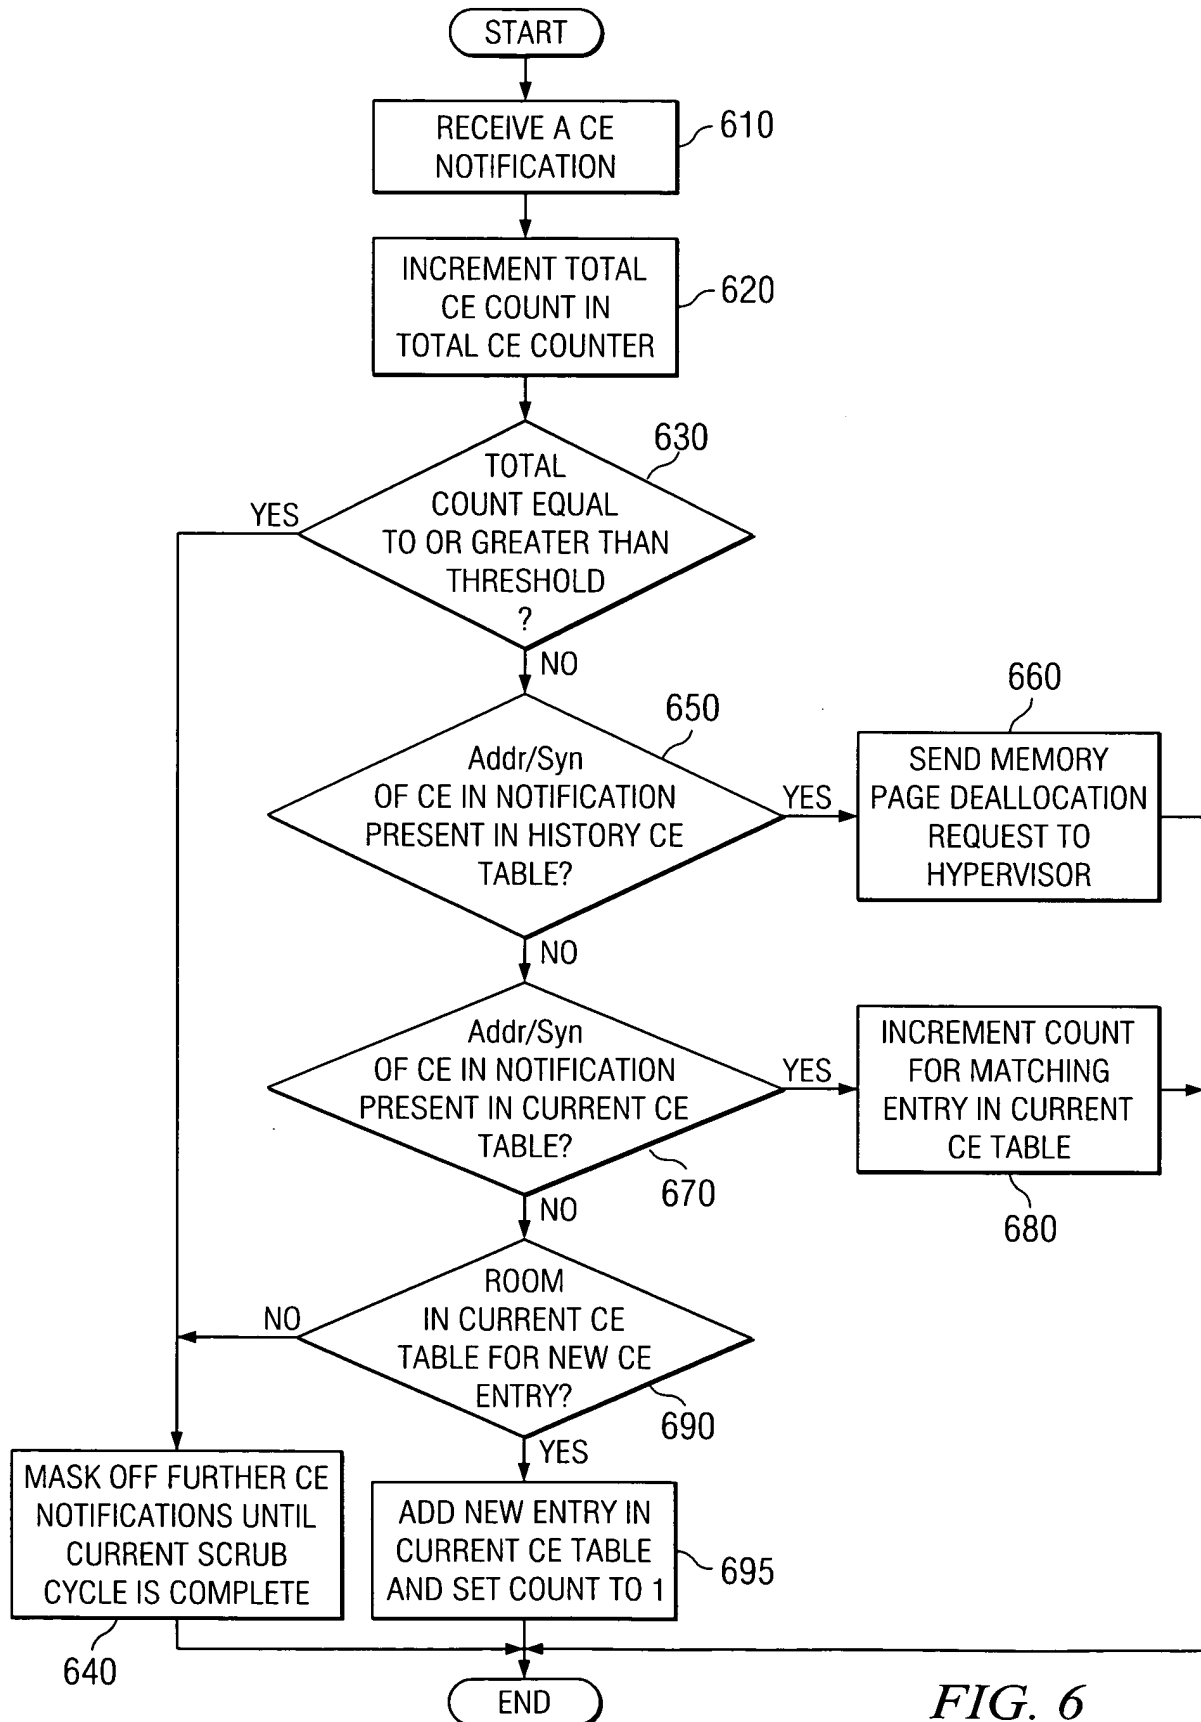 START
RECEIVE A CE
NOTIFICATION
610
INCREMENT TOTAL
CE COUNT IN
TOTAL CE COUNTER
620
630
TOTAL
COUNT EQUAL
TO OR GREATER THAN
THRESHOLD
?
YES
NO
650
Addr/Syn
OF CE IN NOTIFICATION
PRESENT IN HISTORY CE
TABLE?
YES
660
SEND MEMORY
PAGE DEALLOCATION
REQUEST TO
HYPERVISOR
NO
Addr/Syn
OF CE IN NOTIFICATION
PRESENT IN CURRENT CE
TABLE?
670
YES
INCREMENT COUNT
FOR MATCHING
ENTRY IN CURRENT
CE TABLE
680
NO
ROOM
IN CURRENT CE
TABLE FOR NEW CE
ENTRY?
690
NO
YES
MASK OFF FURTHER CE
NOTIFICATIONS UNTIL
CURRENT SCRUB
CYCLE IS COMPLETE
640
ADD NEW ENTRY IN
CURRENT CE TABLE
AND SET COUNT TO 1
695
END
FIG. 6